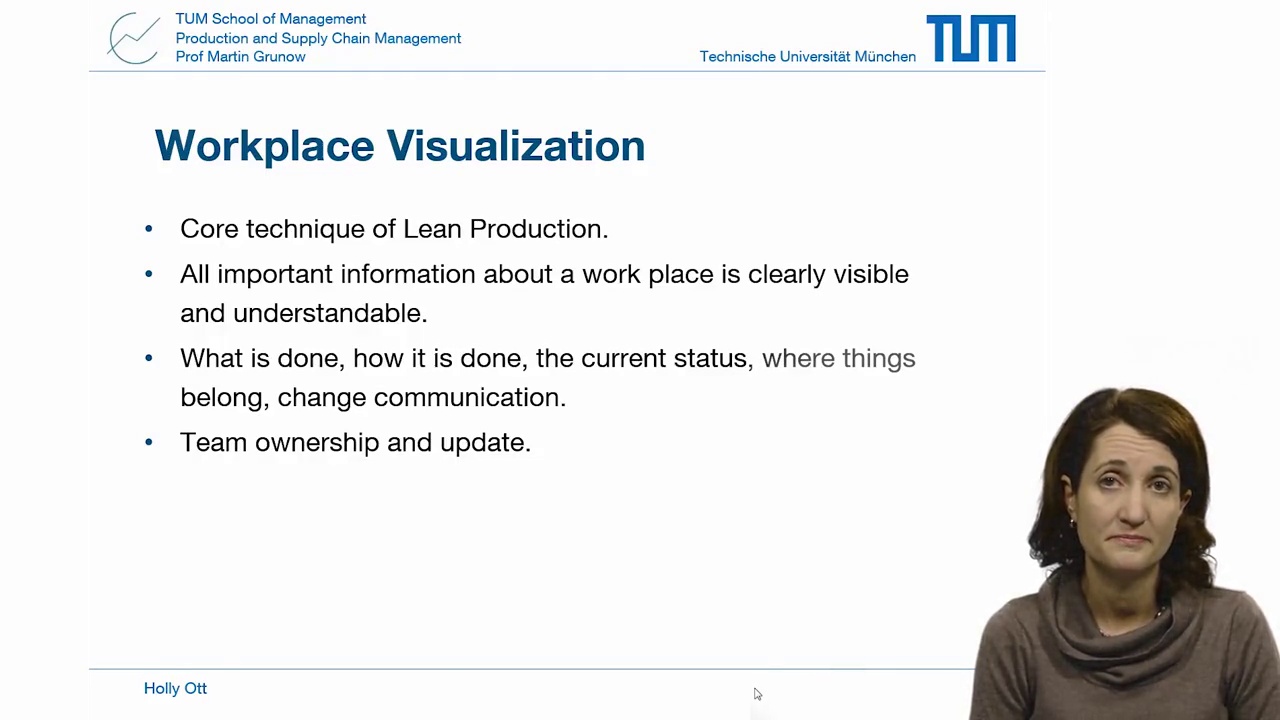 TUM School of Management
Production and Supply Chain Management
Prof Martin Grunow
Technische Universität München
TUM
Workplace Visualization
• Core technique of Lean Production.
• All important information about a work place is clearly visible
and understandable.
• What is done, how it is done, the current status, where things
belong, change communication.
• Team ownership and update.
Holly Ott